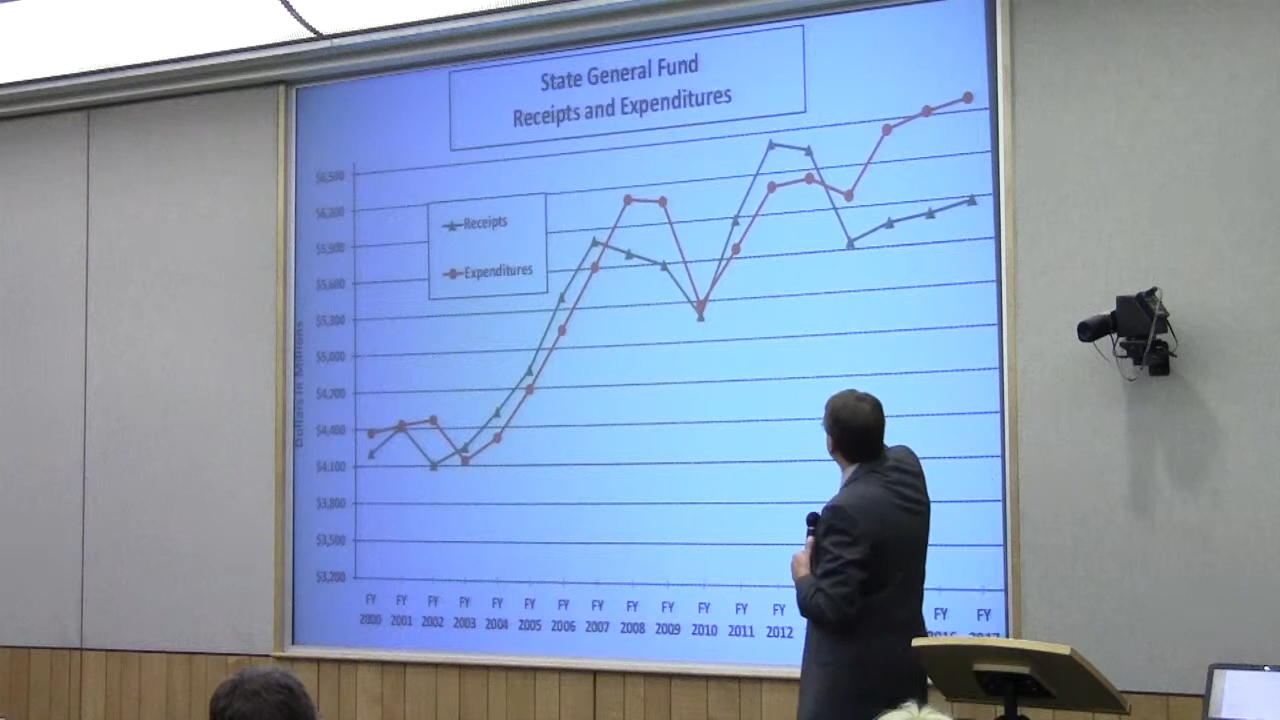 State General Fund
Receipts and Expenditures
$6,500
$6,200
$5,900
$5,600
$5,300
$5,000
$4,700
$4,400
$4,100
$3,800
$3,500
$3,200
Dollars in Millions
Receipts
Expenditures
FY FY FY FY FY FY FY FY FY FY FY FY FY FY FY
2000 2001 2002 2003 2004 2005 2006 2007 2008 2009 2010 2011 2012 2016 2017